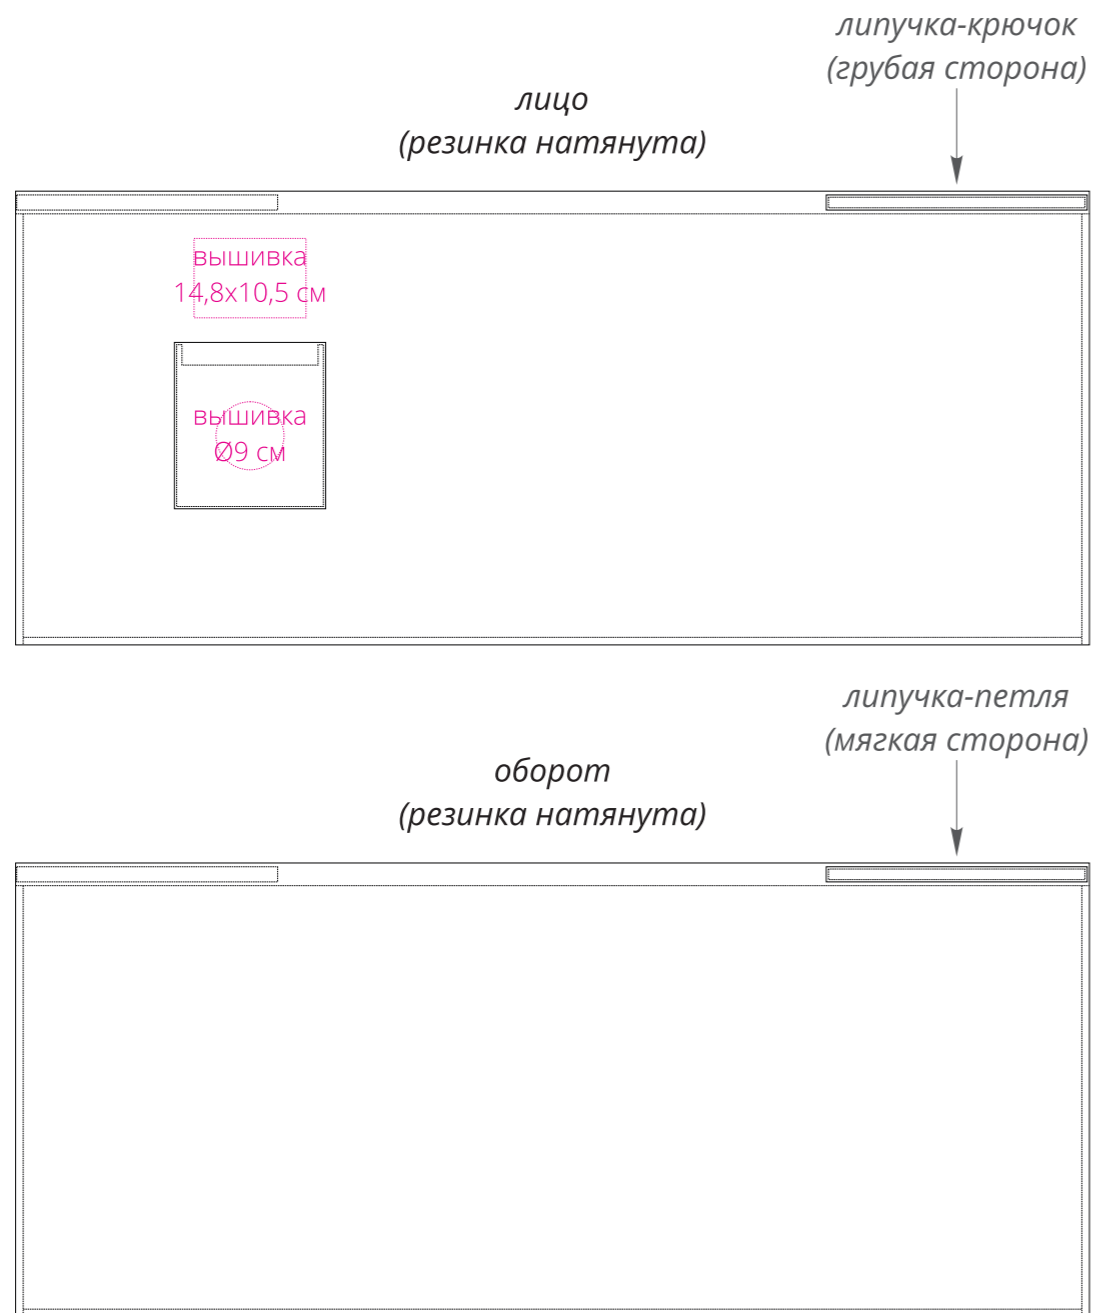 липучка-крючок
(грубая сторона)
лицо
(резинка натянута)
вышивка
14,8x10,5 см
вышивка
Ø9 см
липучка-петля
(мягкая сторона)
оборот
(резинка натянута)